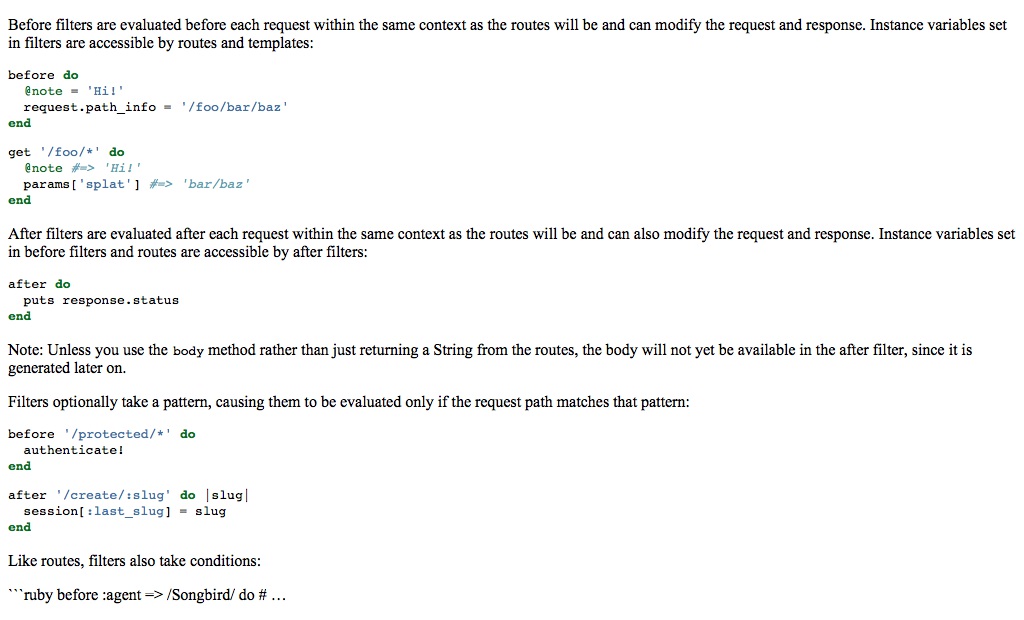 Before filters are evaluated before each request within the same context as the routes will be and can modify the request and response. Instance variables set
in filters are accessible by routes and templates:
before do
  @note = 'Hi!'
  request.path_info = '/foo/bar/baz'
end
get '/foo/*' do
  @note #=> 'Hi!'
  params['splat'] #=> 'bar/baz'
end
After filters are evaluated after each request within the same context as the routes will be and can also modify the request and response. Instance variables set
in before filters and routes are accessible by after filters:
after do
  puts response.status
end
Note: Unless you use the body method rather than just returning a String from the routes, the body will not yet be available in the after filter, since it is
generated later on.
Filters optionally take a pattern, causing them to be evaluated only if the request path matches that pattern:
before '/protected/*' do
  authenticate!
end
after '/create/:slug' do |slug|
  session[:last_slug] = slug
end
Like routes, filters also take conditions:
```ruby before :agent => /Songbird/ do # …